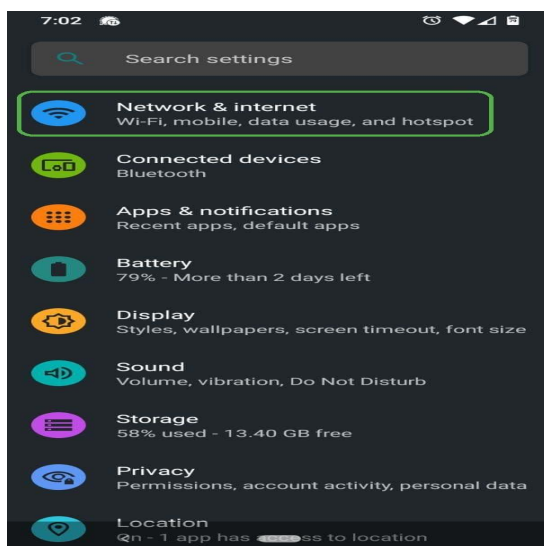 7:02
Search settings
Network & internet
Wi-Fi, mobile, data usage, and hotspot
Connected devices
Bluetooth
Apps & notifications
Recent apps, default apps
Battery
79% - More than 2 days left
Display
Styles, wallpapers, screen timeout, font size
Sound
Volume, vibration, Do Not Disturb
Storage
58% used - 13.40 GB free
Privacy
Permissions, account activity, personal data
Location
On - 1 app has access to location